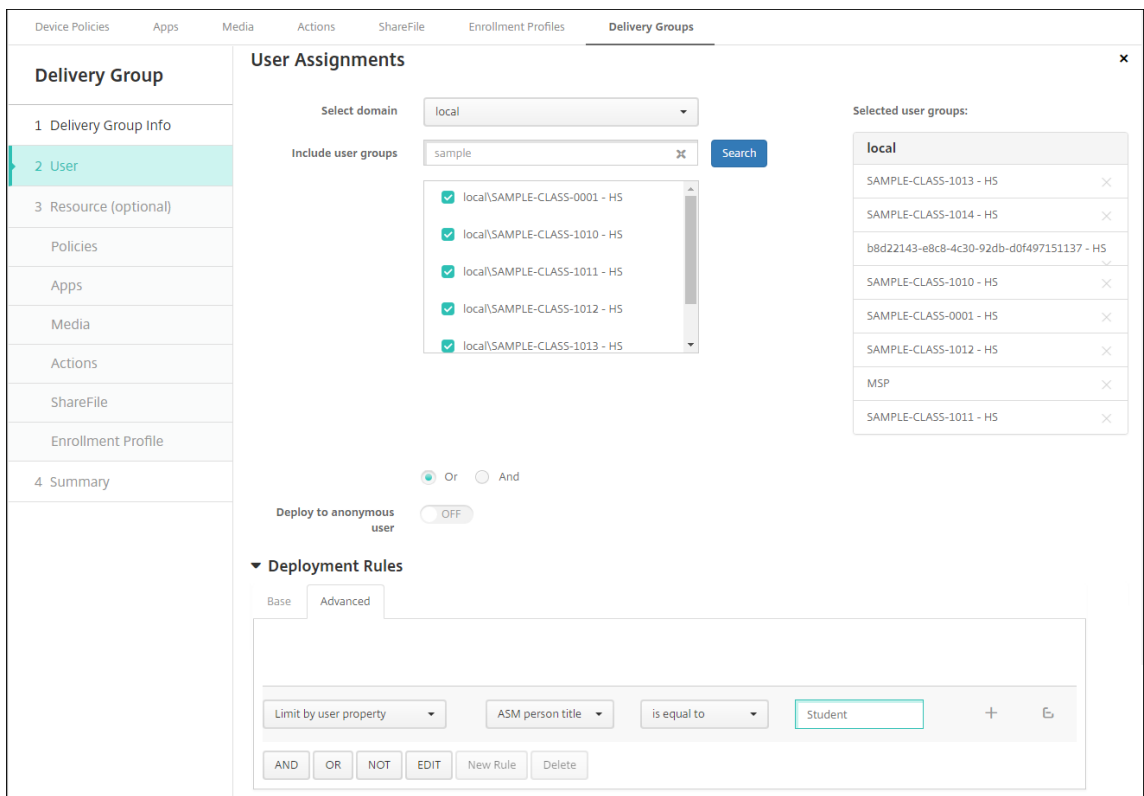 Device Policies Apps Media Actions ShareFile Enrollment Profiles Delivery Groups
Delivery Group
1 Delivery Group Info
2 User
3 Resource (optional)
Policies
Apps
Media
Actions
ShareFile
Enrollment Profile
4 Summary
User Assignments
Select domain local
Include user groups sample Search
local\SAMPLE-CLASS-0001 - HS
local\SAMPLE-CLASS-1010 - HS
local\SAMPLE-CLASS-1011 - HS
local\SAMPLE-CLASS-1012 - HS
local\SAMPLE-CLASS-1013 - HS
Selected user groups:
local
SAMPLE-CLASS-1013 - HS
SAMPLE-CLASS-1014 - HS
b8d22143-e8c8-4c30-92db-d0f497151137 - HS
SAMPLE-CLASS-1010 - HS
SAMPLE-CLASS-0001 - HS
SAMPLE-CLASS-1012 - HS
MSP
SAMPLE-CLASS-1011 - HS
Or And
Deploy to anonymous
user
OFF
Deployment Rules
Base Advanced
Limit by user property ASM person title is equal to Student
AND OR NOT EDIT New Rule Delete